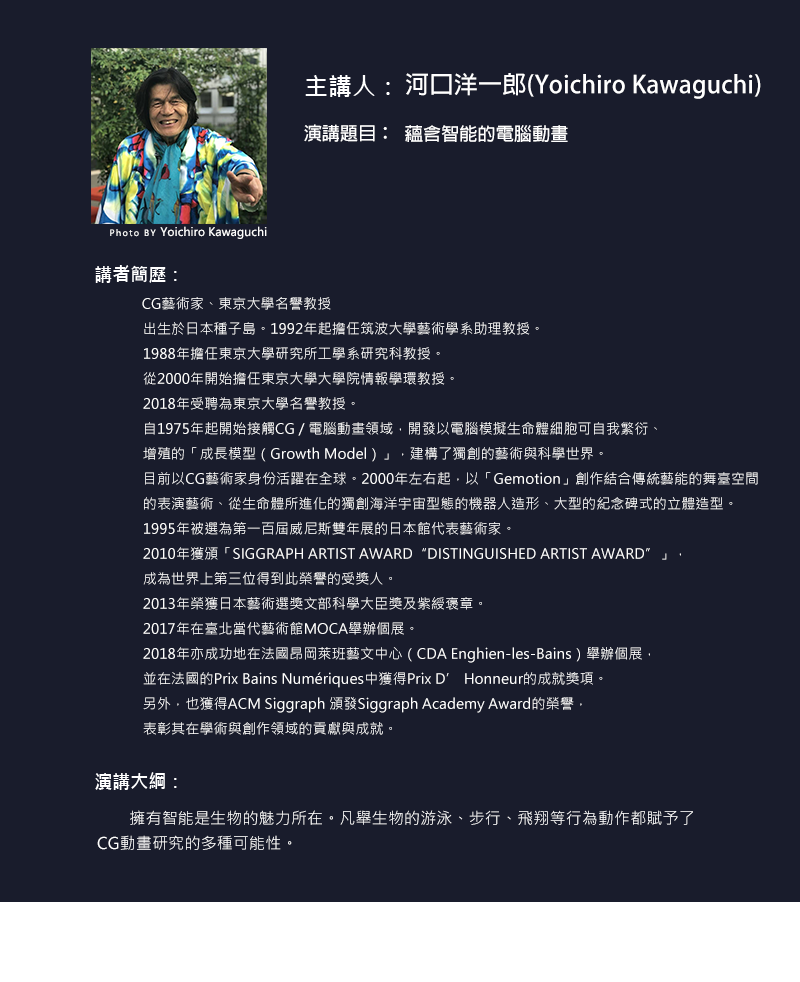 主講人： 河口洋一郎(Yoichiro Kawaguchi)
演講題目： 蘊含智能的電腦動畫
Photo BY Yoichiro Kawaguchi
講者簡歷：
CG藝術家、東京大學名譽教授
出生於日本種子島。1992年起擔任筑波大學藝術學系助理教授。
1988年擔任東京大學研究所工學系研究科教授。
從2000年開始擔任東京大學大學院情報學環教授。
2018年受聘為東京大學名譽教授。
自1975年起開始接觸CG / 電腦動畫領域，開發以電腦模擬生命體細胞可自我繁衍、
增殖的「成長模型（Growth Model）」，建構了獨創的藝術與科學世界。
目前以CG藝術家身份活躍在全球。2000年左右起，以「Gemotion」創作結合傳統藝能的舞臺空間
的表演藝術、從生命體所進化的獨創海洋宇宙型態的機器人造形、大型的紀念碑式的立體造型。
1995年被選為第一百屆威尼斯雙年展的日本館代表藝術家。
2010年獲頒「SIGGRAPH ARTIST AWARD “DISTINGUISHED ARTIST AWARD” 」，
成為世界上第三位得到此榮譽的受獎人。
2013年榮獲日本藝術選獎文部科學大臣獎及紫綬褒章。
2017年在臺北當代藝術館MOCA舉辦個展。
2018年亦成功地在法國昂岡萊班藝文中心（CDA Enghien-les-Bains）舉辦個展，
並在法國的Prix Bains Numériques中獲得Prix D’ Honneur的成就獎項。
另外，也獲得ACM Siggraph 頒發Siggraph Academy Award的榮譽，
表彰其在學術與創作領域的貢獻與成就。
演講大綱：
擁有智能是生物的魅力所在。凡舉生物的游泳、步行、飛翔等行為動作都賦予了
CG動畫研究的多種可能性。